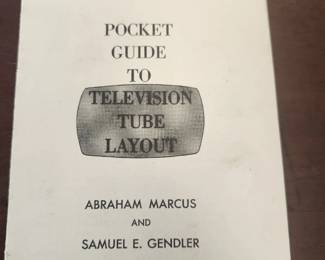 POCKET
GUIDE
TO
TELEVISION
TUBE
LAYOUT
ABRAHAM MARCUS
AND
SAMUEL E. GENDLER